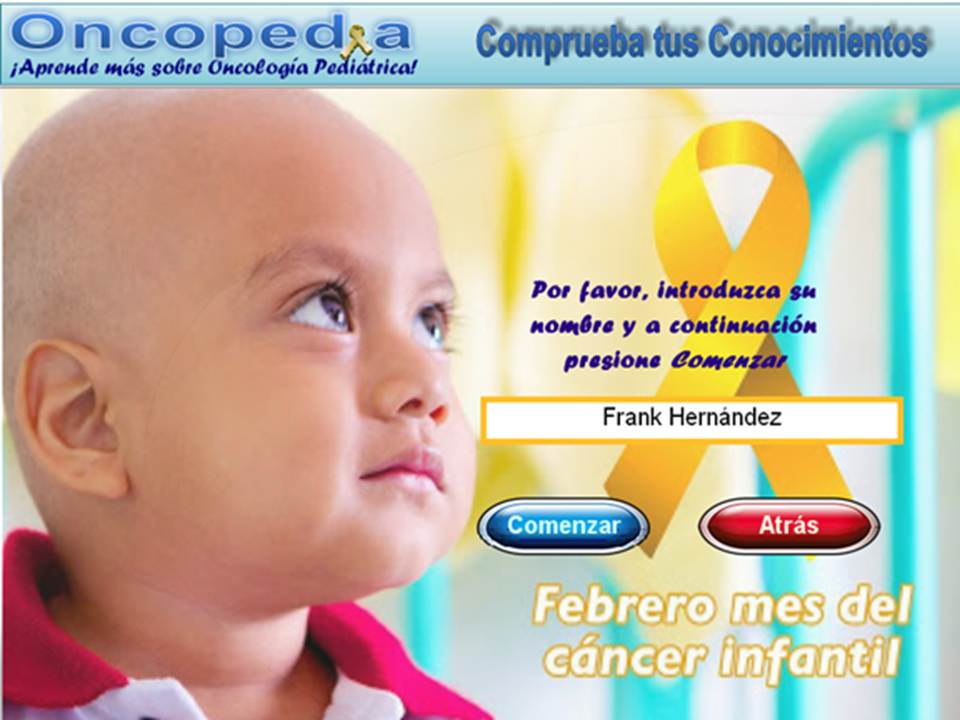 Oncopedia
¡Aprende más sobre Oncología Pediátrica!
Comprueba tus Conocimientos
Por favor, introduzca su
nombre y a continuación
presione Comenzar
Frank Hernández
Comenzar
Atrás
Febrero mes del
cáncer infantil